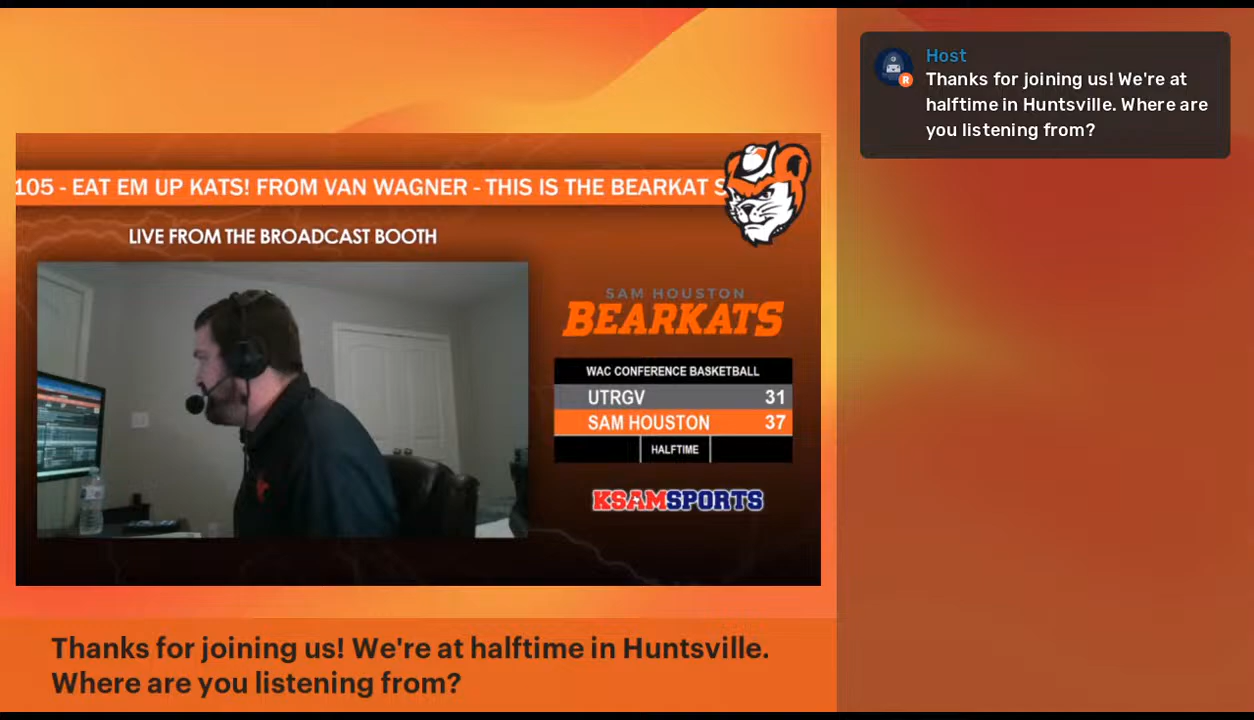 105 - EAT EM UP KATS! FROM VAN WAGNER - THIS IS THE BEARKAT S
LIVE FROM THE BROADCAST BOOTH
SAM HOUSTON
BEARKATS
WAC CONFERENCE BASKETBALL
UTRGV 31
SAM HOUSTON 37
HALFTIME
KSAMSPORTS
Thanks for joining us! We're at halftime in Huntsville.
Where are you listening from?
Host
R
Thanks for joining us! We're at
halftime in Huntsville. Where are
you listening from?